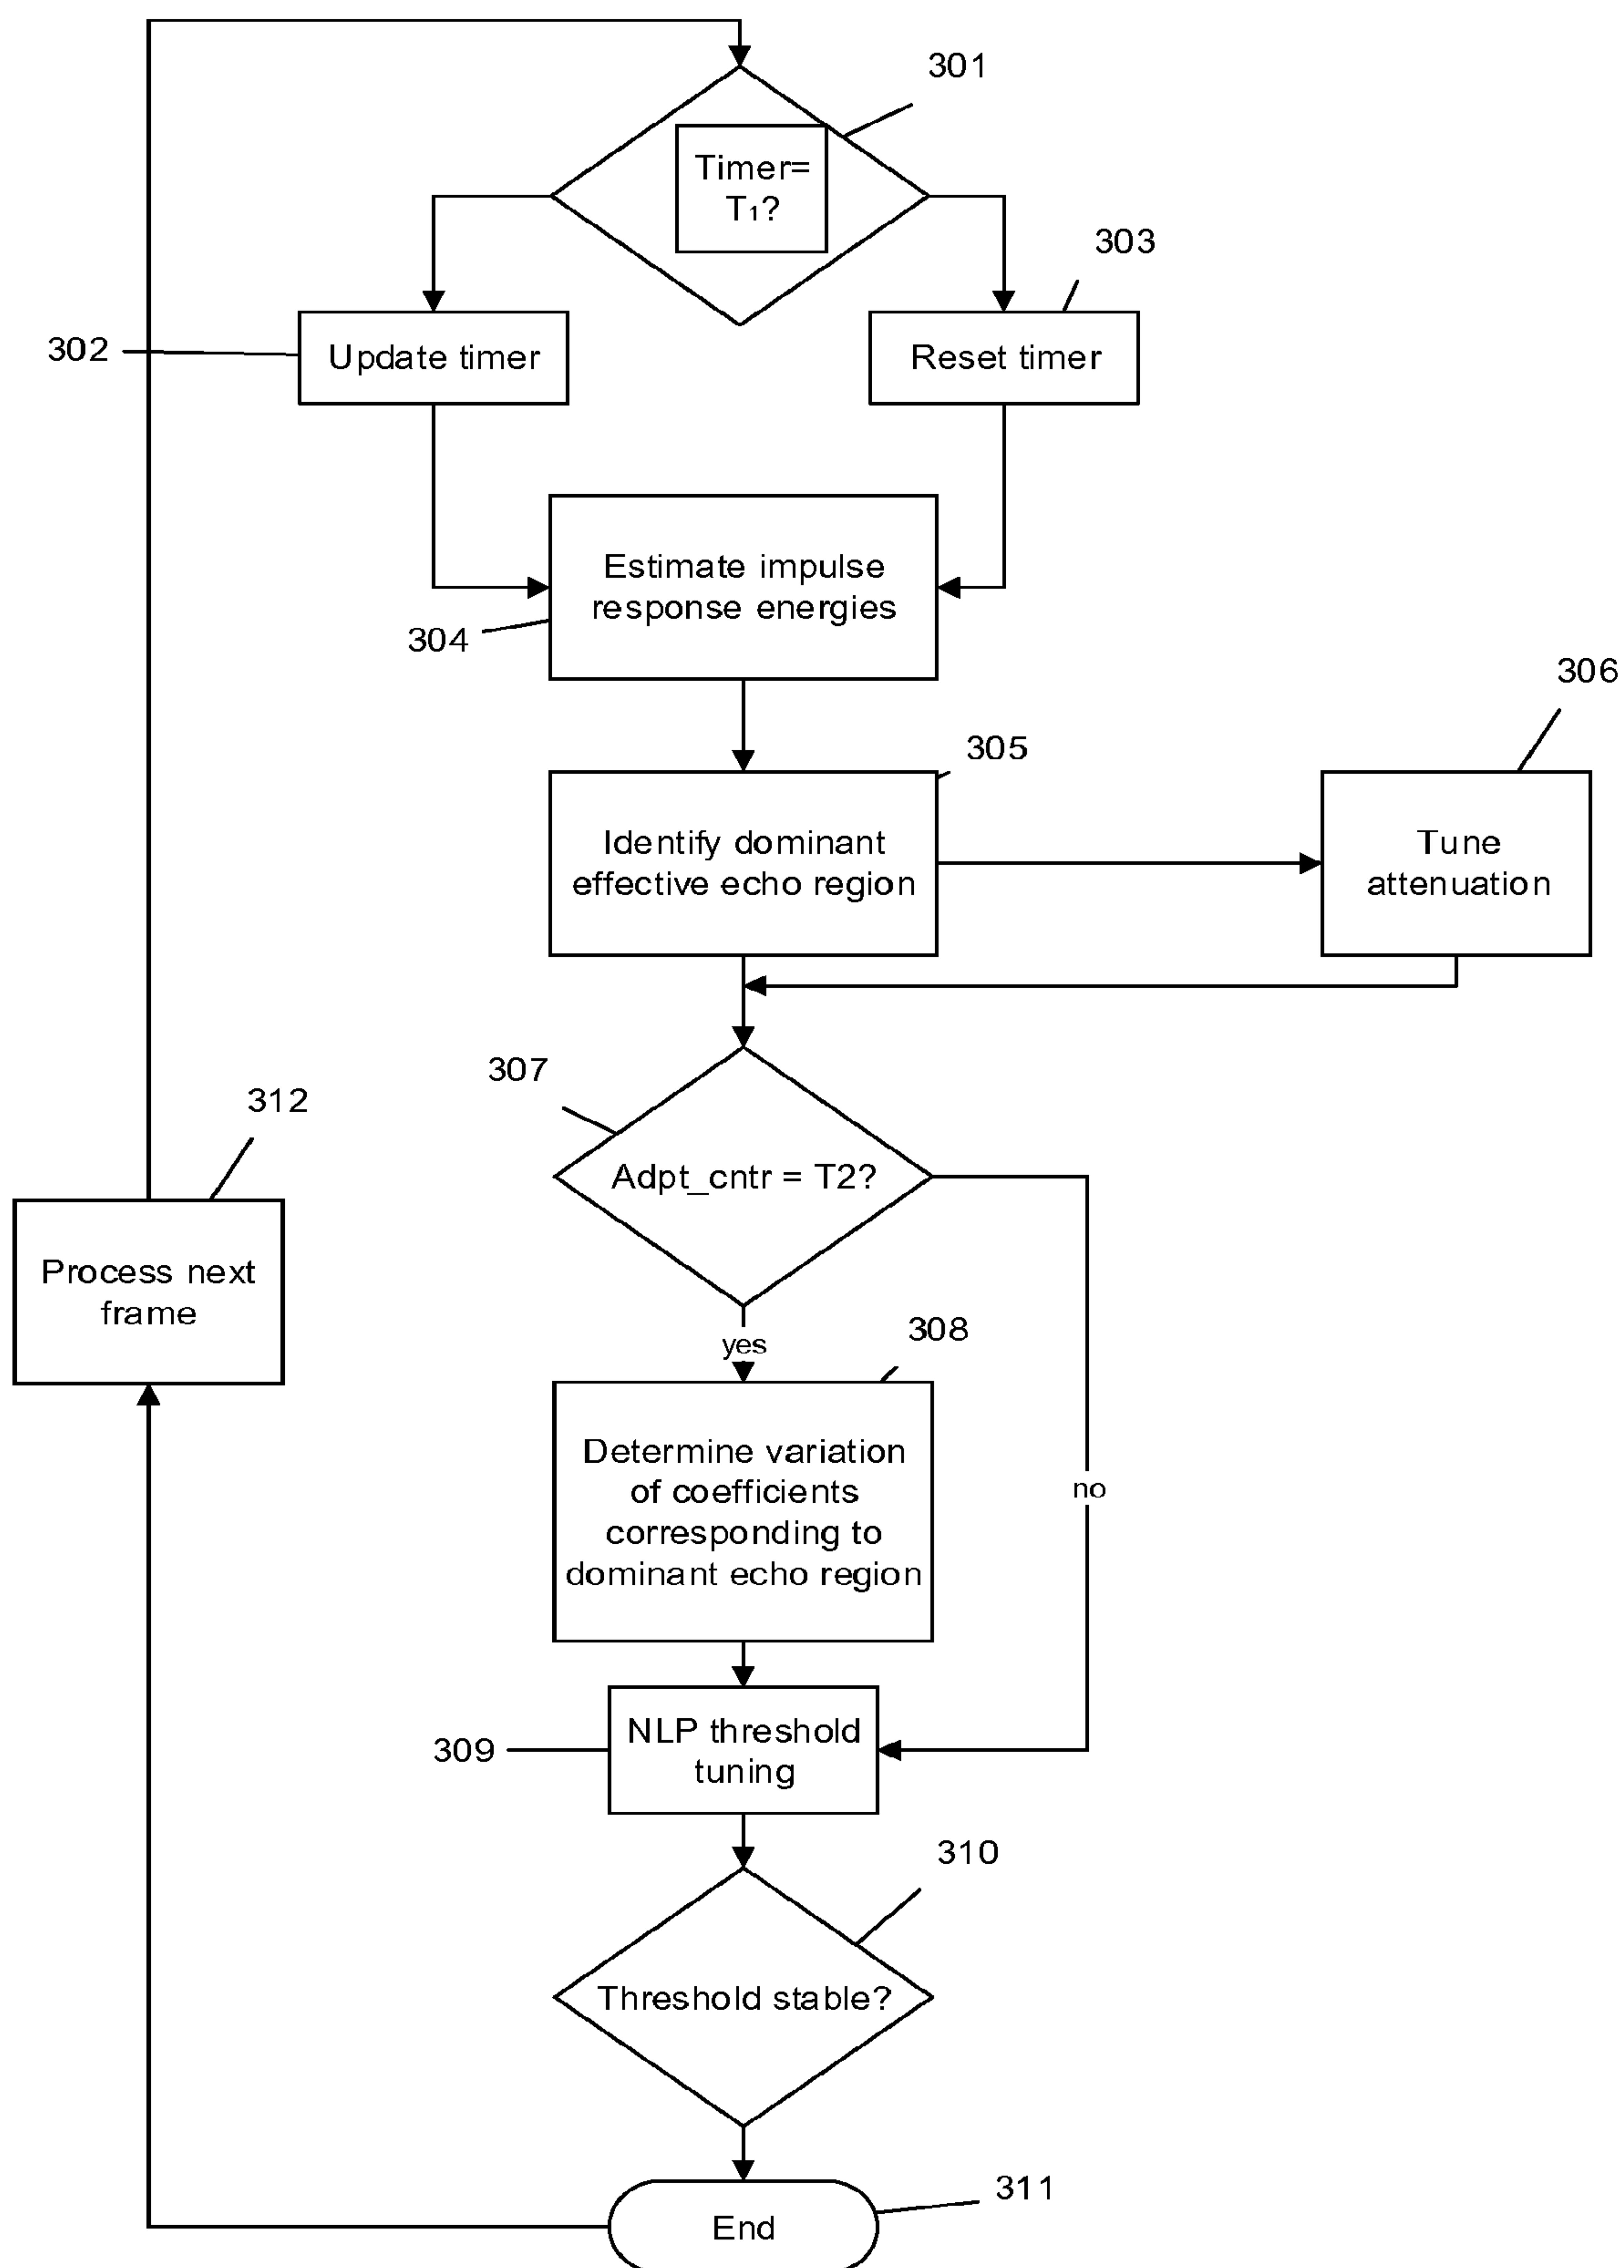 301
Timer=
T₁?
303
302
Update timer
Reset timer
Estimate impulse
response energies
304
306
305
Identify dominant
effective echo region
Tune
attenuation
307
312
Adpt_cntr = T2?
Process next
frame
yes
308
Determine variation
of coefficients
corresponding to
dominant echo region
no
NLP threshold
tuning
309
310
Threshold stable?
311
End